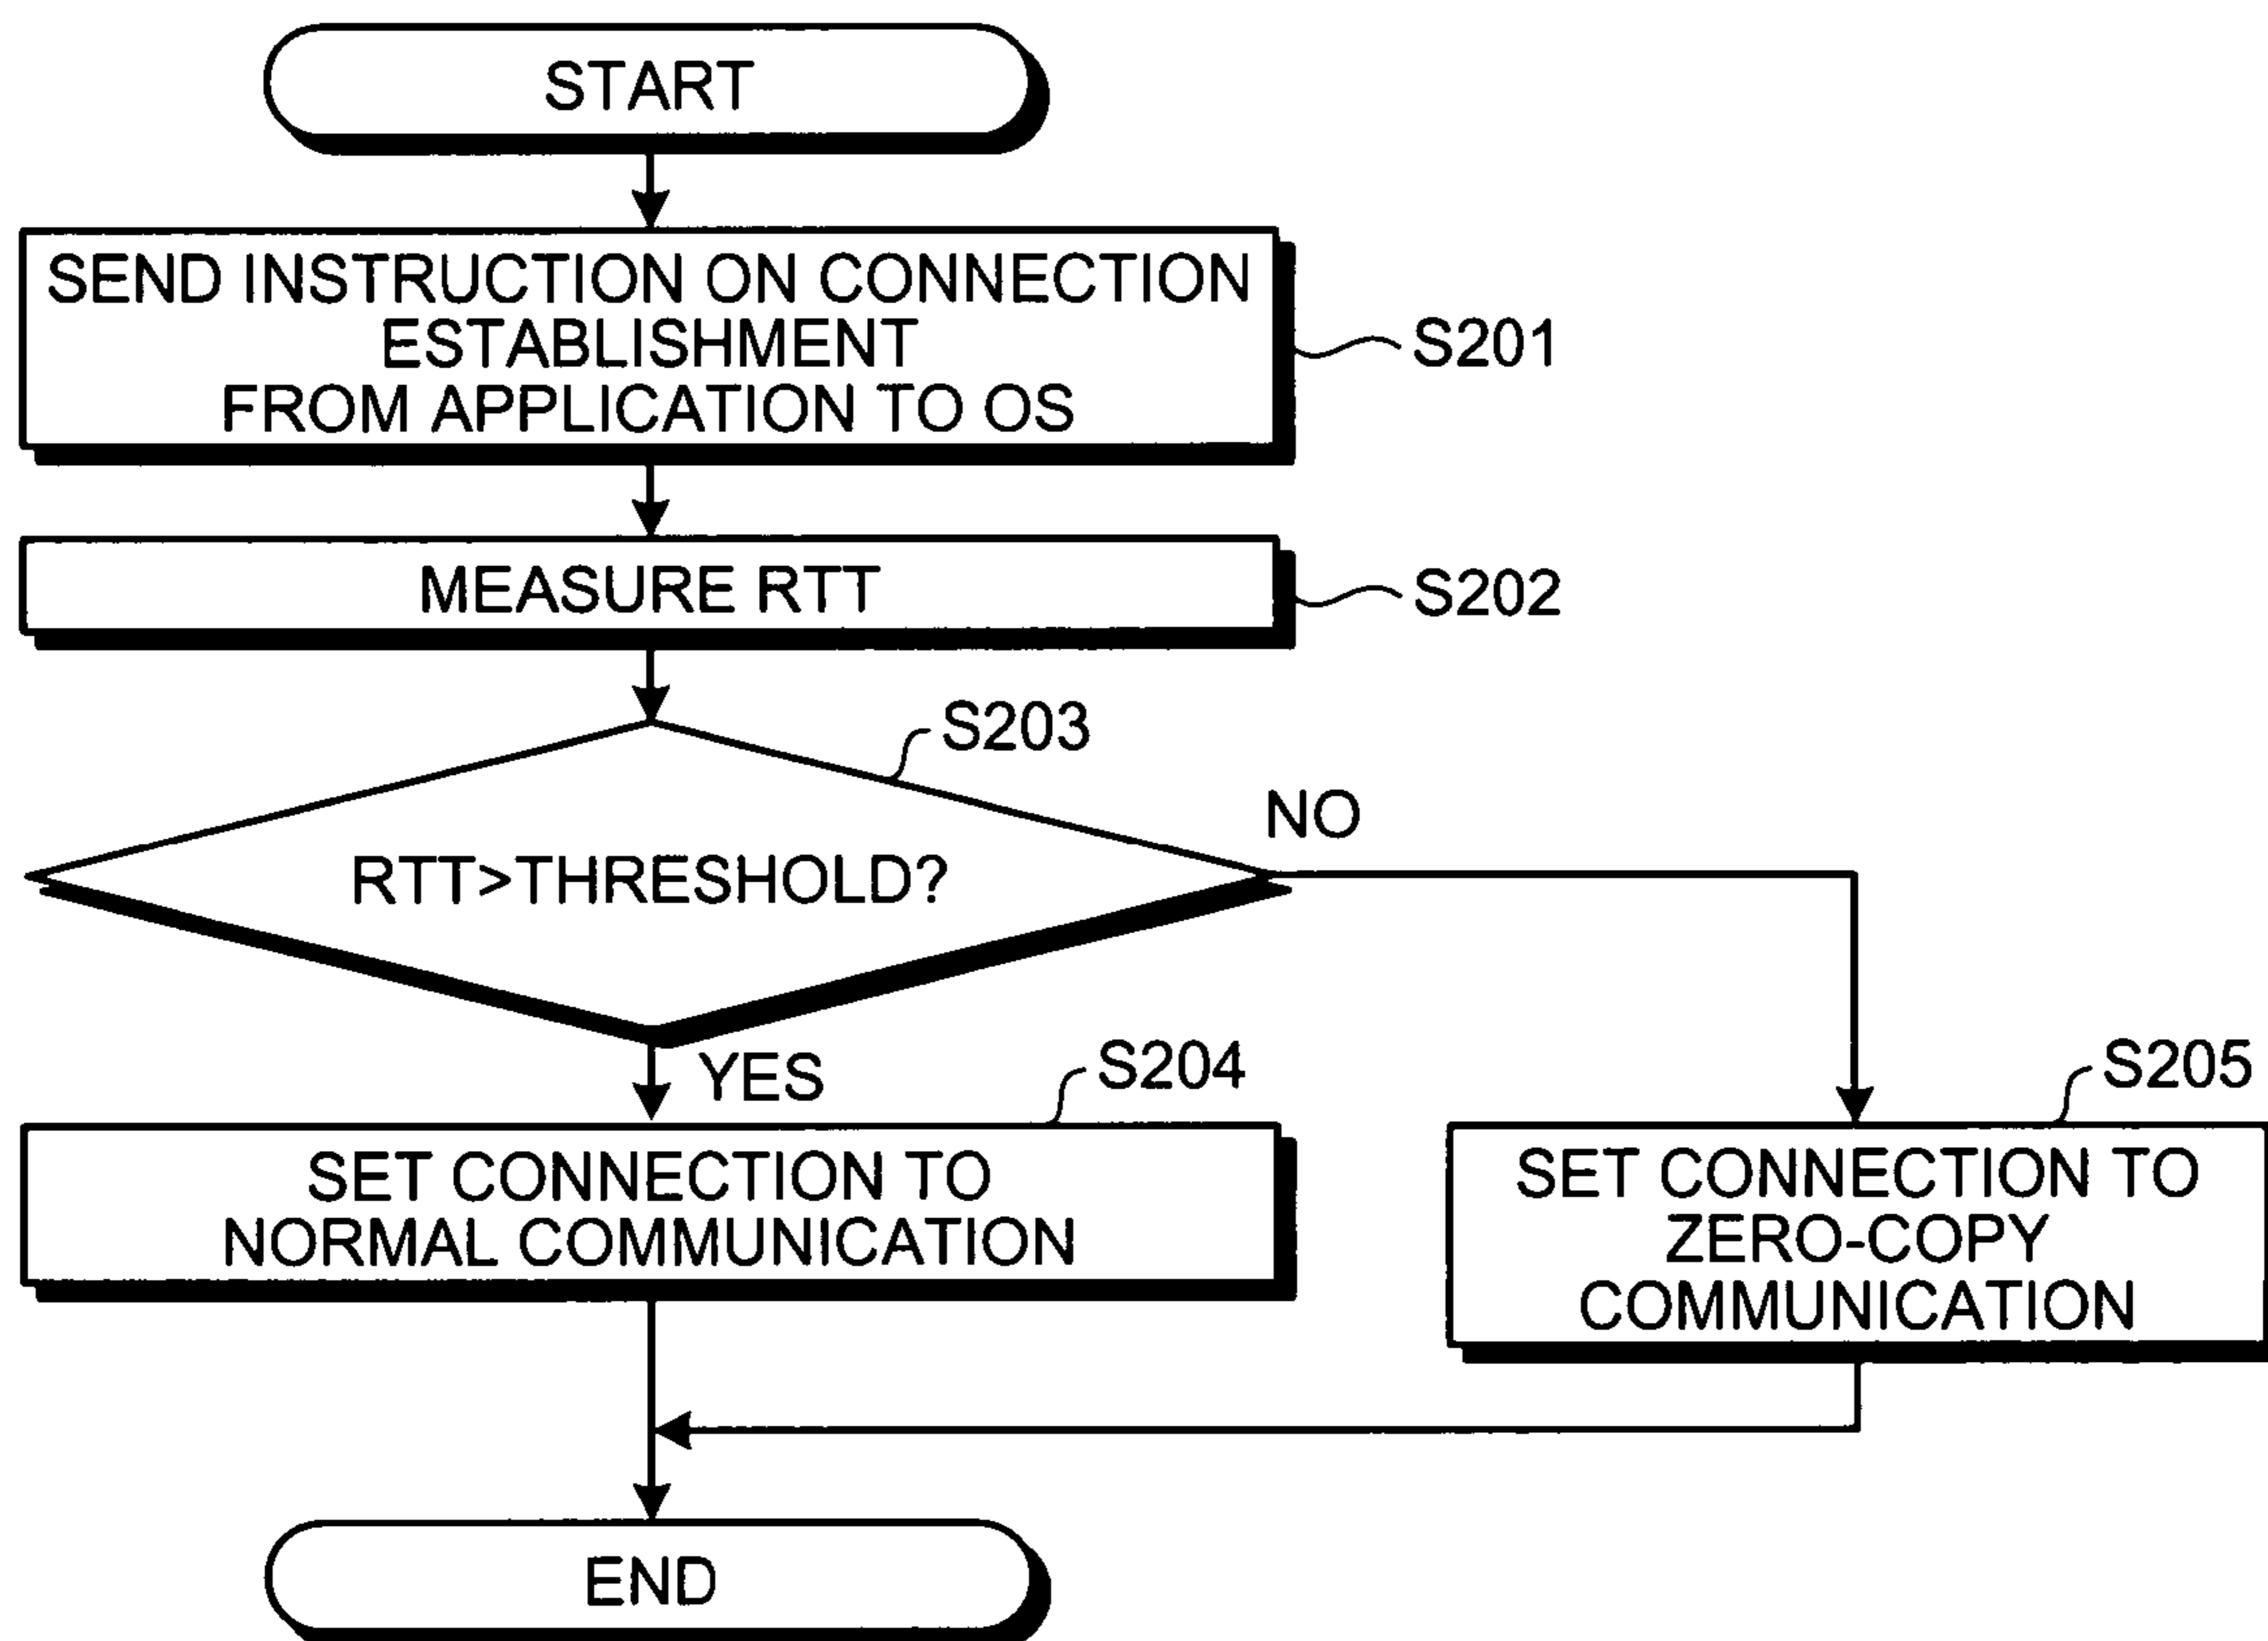 START
SEND INSTRUCTION ON CONNECTION
ESTABLISHMENT
FROM APPLICATION TO OS
S201
MEASURE RTT
S202
S203
RTT>THRESHOLD?
NO
YES
S204
SET CONNECTION TO
NORMAL COMMUNICATION
S205
SET CONNECTION TO
ZERO-COPY
COMMUNICATION
END